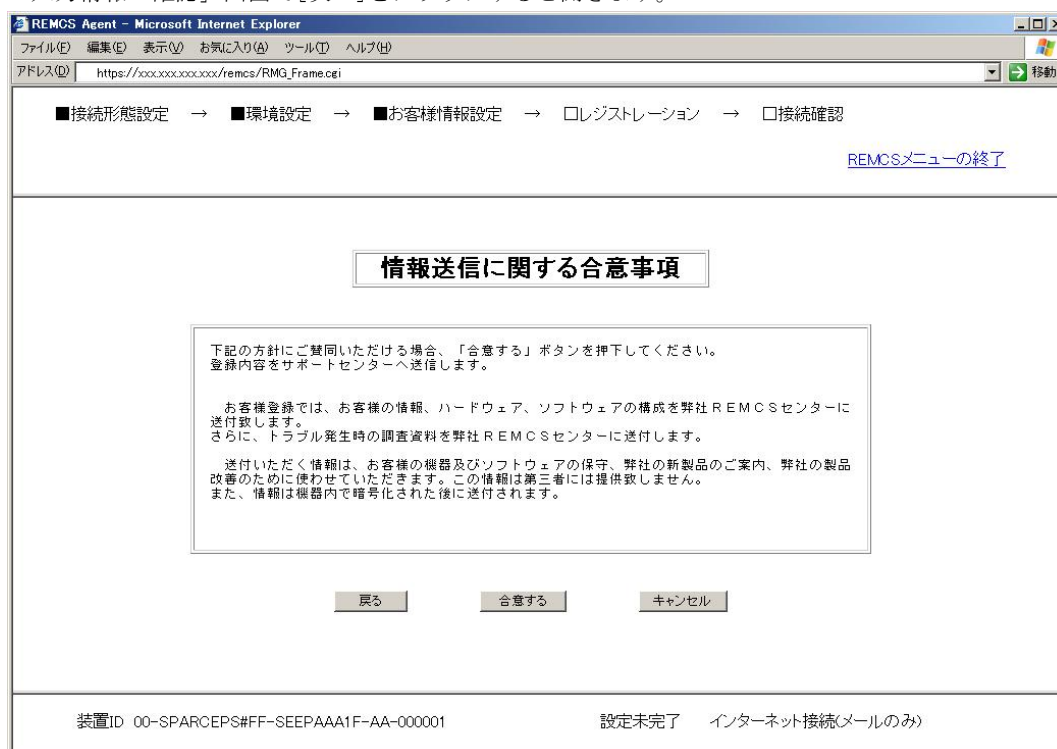 REMCS Agent - Microsoft Internet Explorer
ファイル(F) 編集(E) 表示(V) お気に入り(A) ツール(T) ヘルプ(H)
アドレス(D) https://xxx.xxx.xxx.xxx/remcs/RMG_Frame.cgi 移動
■接続形態設定 → ■環境設定 → ■お客様情報設定 → □レジストレーション → □接続確認
REMCSメニューの終了
情報送信に関する合意事項
下記の方針にご賛同いただける場合、「合意する」ボタンを押下してください。
登録内容をサポートセンターへ送信します。
お客様登録では、お客様の情報、ハードウェア、ソフトウェアの構成を弊社REMCSセンターに
送付致します。
さらに、トラブル発生時の調査資料を弊社REMCSセンターに送付します。
送付いただく情報は、お客様の機器及びソフトウェアの保守、弊社の新製品のご案内、弊社の製品
改善のために使わせていただきます。この情報は第三者には提供致しません。
また、情報は機器内で暗号化された後に送付されます。
戻る 合意する キャンセル
装置ID 00-SPARCEPS#FF-SEEPAAA1F-AA-000001 設定未完了 インターネット接続(メールのみ)